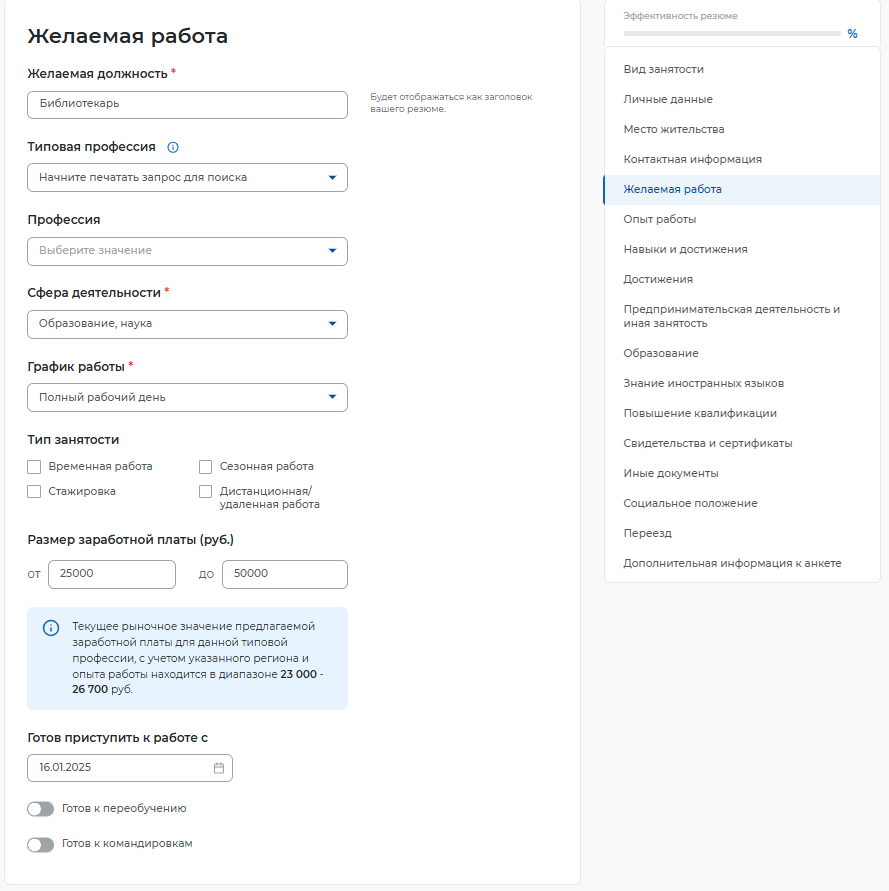 Желаемая работа
Желаемая должность *
Библиотекарь
Будет отображаться как заголовок
вашего резюме.
Типовая профессия
Начните печатать запрос для поиска
Профессия
Выберите значение
Сфера деятельности *
Образование, наука
График работы *
Полный рабочий день
Тип занятости
Временная работа
Сезонная работа
Стажировка
Дистанционная/
удаленная работа
Размер заработной платы (руб.)
от 25000 до 50000
Текущее рыночное значение предлагаемой
заработной платы для данной типовой
профессии, с учетом указанного региона и
опыта работы находится в диапазоне 23 000 -
26 700 руб.
Готов приступить к работе с
16.01.2025
Готов к переобучению
Готов к командировкам
Эффективность резюме
%
Вид занятости
Личные данные
Место жительства
Контактная информация
Желаемая работа
Опыт работы
Навыки и достижения
Достижения
Предпринимательская деятельность и
иная занятость
Образование
Знание иностранных языков
Повышение квалификации
Свидетельства и сертификаты
Иные документы
Социальное положение
Переезд
Дополнительная информация к анкете